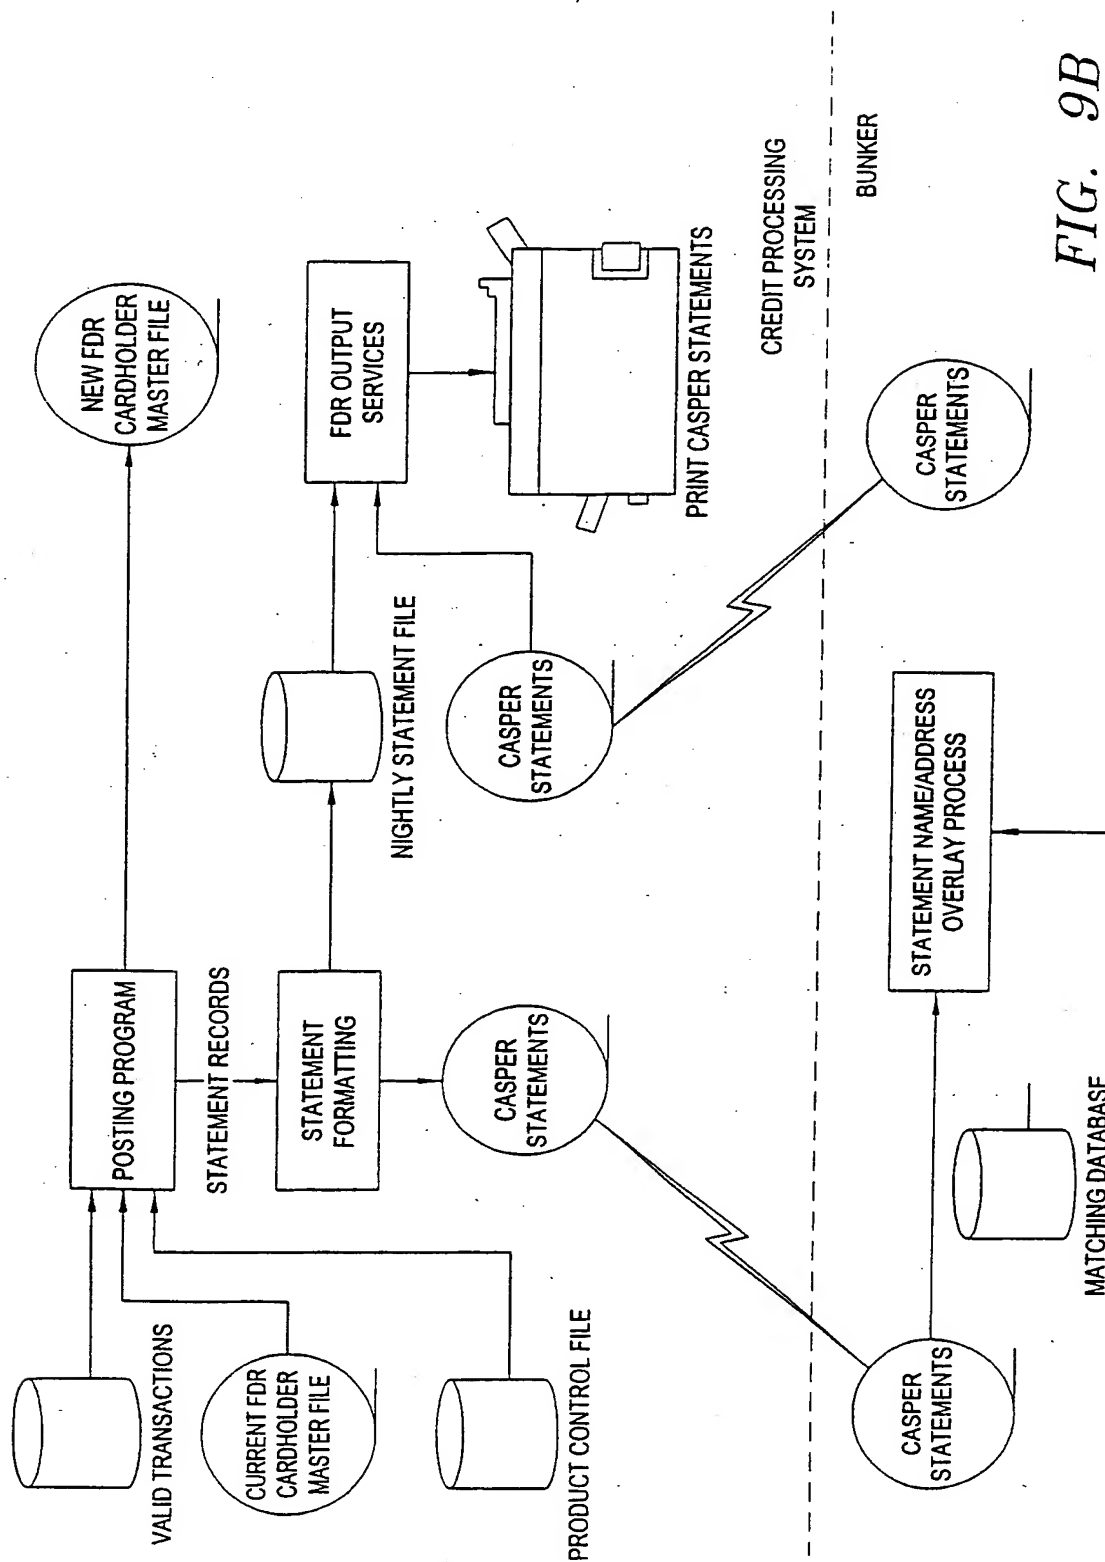 VALID TRANSACTIONS
CURRENT FDR
CARDHOLDER
MASTER FILE
PRODUCT CONTROL FILE
POSTING PROGRAM
STATEMENT RECORDS
STATEMENT
FORMATTING
CASPER
STATEMENTS
NEW FDR
CARDHOLDER
MASTER FILE
NIGHTLY STATEMENT FILE
FDR OUTPUT
SERVICES
CASPER
STATEMENTS
PRINT CASPER STATEMENTS
CREDIT PROCESSING
SYSTEM
BUNKER
CASPER
STATEMENTS
MATCHING DATABASE
STATEMENT NAME/ADDRESS
OVERLAY PROCESS
CASPER
STATEMENTS
FIG. 9B